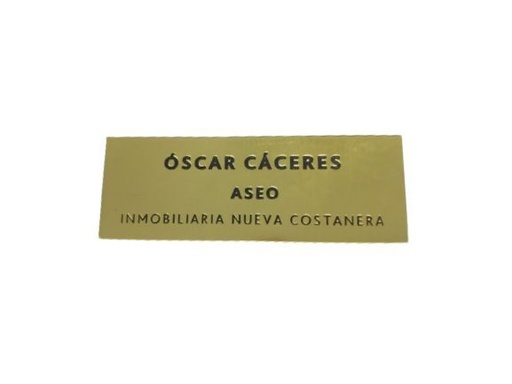 ÓSCAR CÁCERES
ASEO
INMOBILIARIA NUEVA COSTANERA